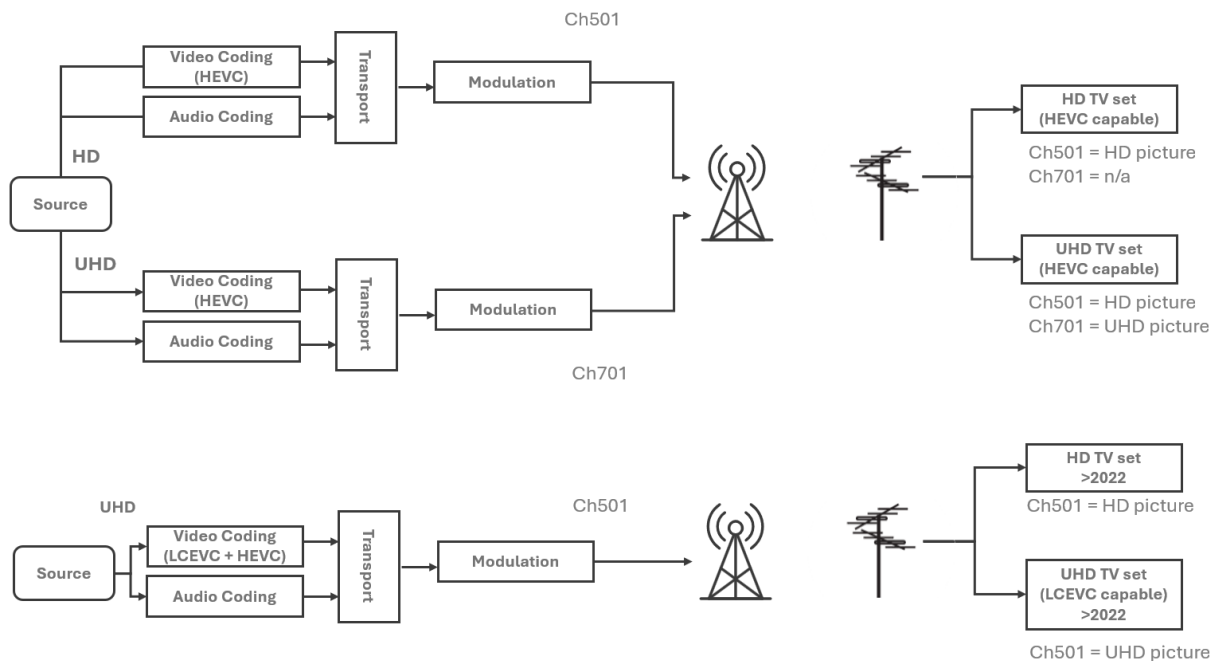 Ch501
Video Coding
(HEVC)
Audio Coding
Transport
Modulation
HD
Source
UHD
Video Coding
(HEVC)
Audio Coding
Transport
Modulation
Ch701
HD TV set
(HEVC capable)
Ch501 = HD picture
Ch701 = n/a
UHD TV set
(HEVC capable)
Ch501 = HD picture
Ch701 = UHD picture
UHD
Source
Video Coding
(LCEVC + HEVC)
Audio Coding
Transport
Ch501
Modulation
HD TV set
>2022
Ch501 = HD picture
UHD TV set
(LCEVC capable)
>2022
Ch501 = UHD picture